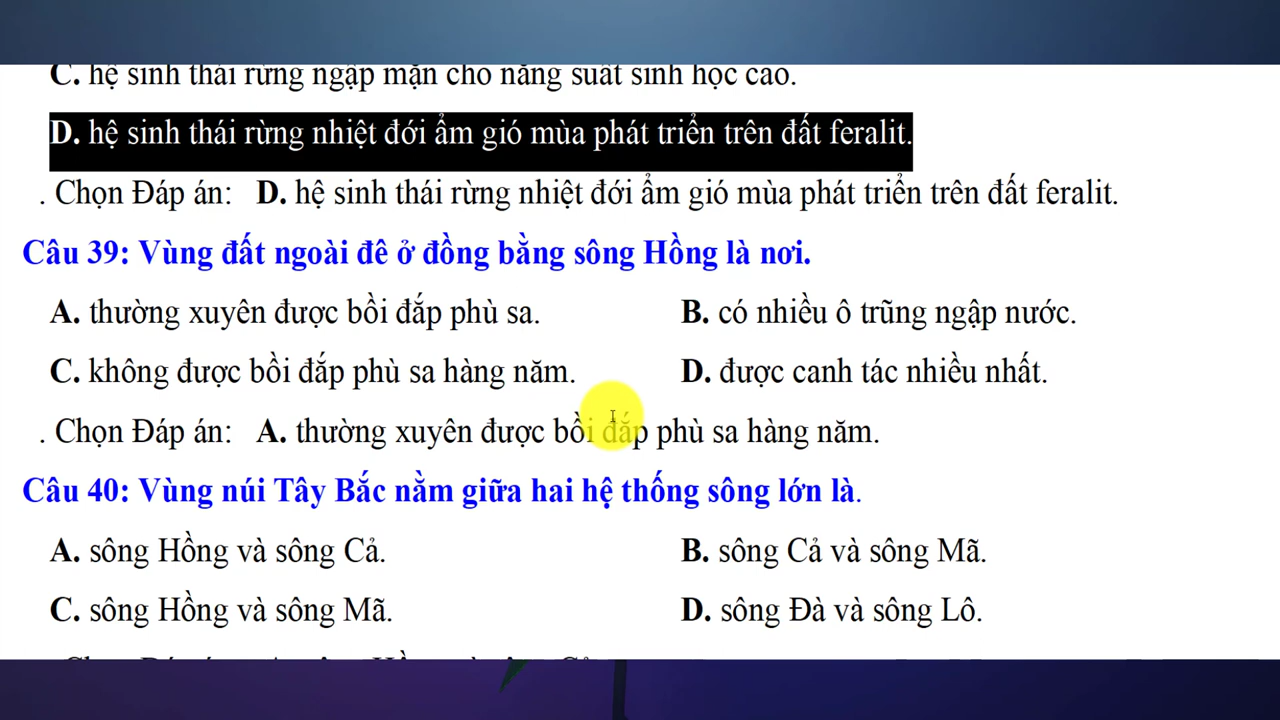 C. hệ sinh thái rừng ngập mặn cho năng suất sinh học cao.
D. hệ sinh thái rừng nhiệt đới ẩm gió mùa phát triển trên đất feralit.
. Chọn Đáp án: D. hệ sinh thái rừng nhiệt đới ẩm gió mùa phát triển trên đất feralit.
Câu 39: Vùng đất ngoài đê ở đồng bằng sông Hồng là nơi.
A. thường xuyên được bồi đắp phù sa. B. có nhiều ô trũng ngập nước.
C. không được bồi đắp phù sa hàng năm. D. được canh tác nhiều nhất.
. Chọn Đáp án: A. thường xuyên được bồi đắp phù sa hàng năm.
Câu 40: Vùng núi Tây Bắc nằm giữa hai hệ thống sông lớn là.
A. sông Hồng và sông Cả. B. sông Cả và sông Mã.
C. sông Hồng và sông Mã. D. sông Đà và sông Lô.